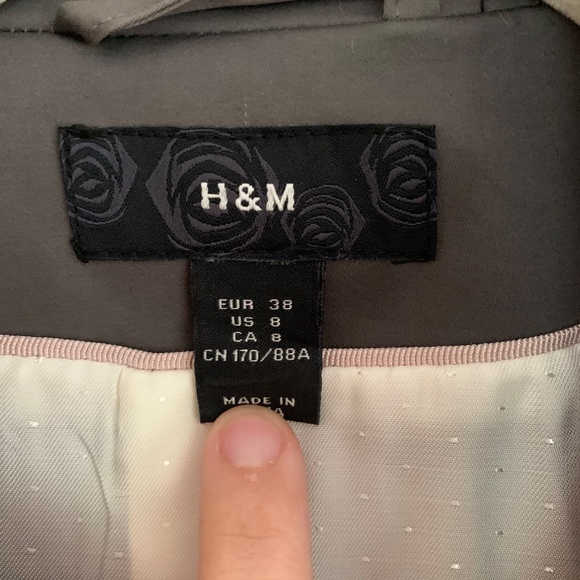 H&M
EUR 38
US 8
CA 8
CN 170/88A
MADE IN